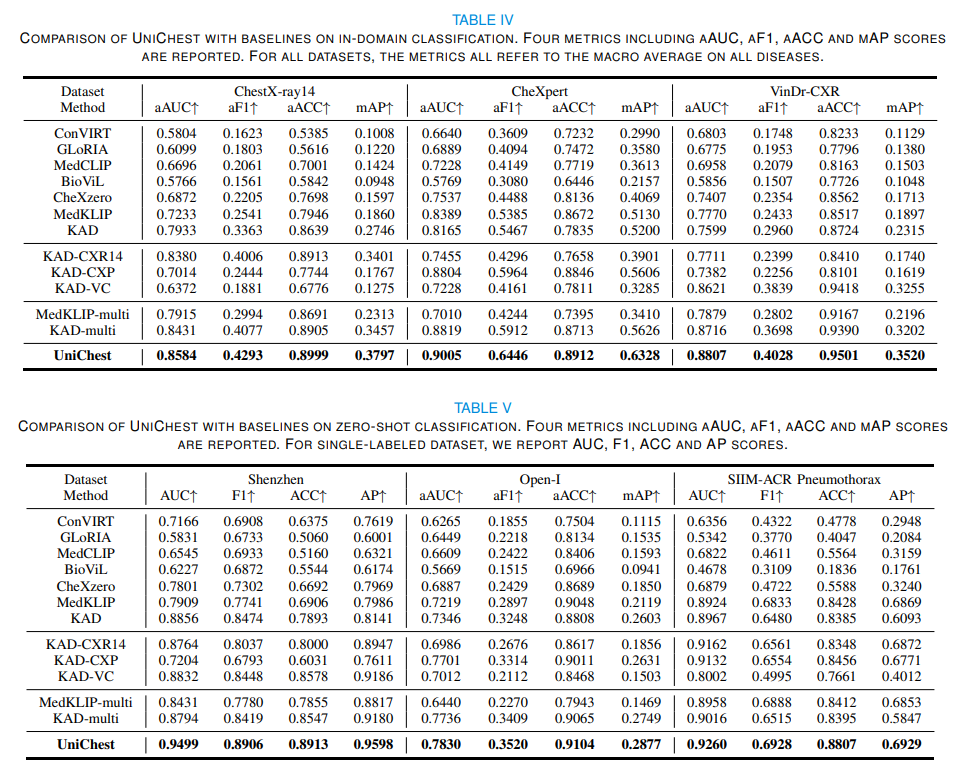 TABLE IV
COMPARISON OF UNICHEST WITH BASELINES ON IN-DOMAIN CLASSIFICATION. FOUR METRICS INCLUDING AAUC, AF1, AACC AND MAP SCORES
ARE REPORTED. FOR ALL DATASETS, THE METRICS ALL REFER TO THE MACRO AVERAGE ON ALL DISEASES.
Dataset ChestX-ray14 CheXpert VinDr-CXR
Method aAUC↑ aF1↑ aACC↑ mAP↑ aAUC↑ aF1↑ aACC↑ mAP↑ aAUC↑ aF1↑ aACC↑ mAP↑
ConVIRT 0.5804 0.1623 0.5385 0.1008 0.6640 0.3609 0.7232 0.2990 0.6803 0.1748 0.8233 0.1129
GLoRIA 0.6099 0.1803 0.5616 0.1220 0.6889 0.4094 0.7472 0.3580 0.6775 0.1953 0.7796 0.1380
MedCLIP 0.6696 0.2061 0.7001 0.1424 0.7228 0.4149 0.7719 0.3613 0.6958 0.2079 0.8163 0.1503
BioViL 0.5766 0.1561 0.5842 0.0948 0.5769 0.3080 0.6446 0.2157 0.5856 0.1507 0.7726 0.1048
CheXzero 0.6872 0.2205 0.7698 0.1597 0.7537 0.4488 0.8136 0.4069 0.7407 0.2354 0.8562 0.1713
MedKLIP 0.7233 0.2541 0.7946 0.1860 0.8389 0.5385 0.8672 0.5130 0.7770 0.2433 0.8517 0.1897
KAD 0.7933 0.3363 0.8639 0.2746 0.8165 0.5467 0.7835 0.5200 0.7599 0.2960 0.8724 0.2315
KAD-CXR14 0.8380 0.4006 0.8913 0.3401 0.7455 0.4296 0.7658 0.3901 0.7711 0.2423 0.8410 0.1740
KAD-CXP 0.7014 0.2444 0.7744 0.1767 0.8804 0.5964 0.8846 0.5606 0.7382 0.2256 0.8101 0.1619
KAD-VC 0.6372 0.1881 0.6776 0.1275 0.7228 0.4161 0.7811 0.3285 0.8621 0.3839 0.9418 0.3255
MedKLIP-multi 0.7915 0.2994 0.8691 0.2313 0.7010 0.4244 0.7395 0.3410 0.7879 0.2802 0.9167 0.2196
KAD-multi 0.8431 0.4077 0.8905 0.3457 0.8819 0.5912 0.8713 0.5626 0.8716 0.3698 0.9390 0.3202
UniChest 0.8584 0.4293 0.8999 0.3797 0.9005 0.6446 0.8912 0.6328 0.8807 0.4028 0.9501 0.3520
TABLE V
COMPARISON OF UNICHEST WITH BASELINES ON ZERO-SHOT CLASSIFICATION. FOUR METRICS INCLUDING AAUC, AF1, AACC AND MAP SCORES
ARE REPORTED. FOR SINGLE-LABELED DATASET, WE REPORT AUC, F1, ACC AND AP SCORES.
Dataset Shenzhen Open-I SIIM-ACR Pneumothorax
Method AUC↑ F1↑ ACC↑ AP↑ aAUC↑ aF1↑ aACC↑ mAP↑ AUC↑ F1↑ ACC↑ AP↑
ConVIRT 0.7166 0.6908 0.6375 0.7619 0.6265 0.1855 0.7504 0.1115 0.6356 0.4322 0.4778 0.2948
GLoRIA 0.5831 0.6733 0.5060 0.6001 0.6449 0.2218 0.8134 0.1535 0.5342 0.3770 0.4047 0.2084
MedCLIP 0.6545 0.6933 0.5160 0.6321 0.6609 0.2422 0.8406 0.1593 0.6822 0.4611 0.5564 0.3159
BioViL 0.6227 0.6872 0.5544 0.6174 0.5669 0.1515 0.6966 0.0941 0.4678 0.3109 0.1836 0.1761
CheXzero 0.7801 0.7302 0.6692 0.7969 0.6887 0.2429 0.8689 0.1850 0.6879 0.4722 0.5588 0.3240
MedKLIP 0.7909 0.7741 0.6906 0.7986 0.7219 0.2897 0.9048 0.2119 0.8924 0.6833 0.8428 0.6869
KAD 0.8856 0.8474 0.7893 0.8141 0.7346 0.3248 0.8808 0.2603 0.8967 0.6480 0.8385 0.6093
KAD-CXR14 0.8764 0.8037 0.8000 0.8947 0.6986 0.2676 0.8617 0.1856 0.9162 0.6561 0.8348 0.6872
KAD-CXP 0.7204 0.6793 0.6031 0.7611 0.7701 0.3314 0.9011 0.2631 0.9132 0.6554 0.8456 0.6771
KAD-VC 0.8832 0.8448 0.8578 0.9186 0.7012 0.2112 0.8468 0.1503 0.8002 0.4995 0.7661 0.4012
MedKLIP-multi 0.8431 0.7780 0.7855 0.8817 0.6440 0.2270 0.7943 0.1469 0.8958 0.6888 0.8412 0.6853
KAD-multi 0.8794 0.8419 0.8547 0.9180 0.7736 0.3409 0.9065 0.2749 0.9016 0.6515 0.8395 0.5847
UniChest 0.9499 0.8906 0.8913 0.9598 0.7830 0.3520 0.9104 0.2877 0.9260 0.6928 0.8807 0.6929